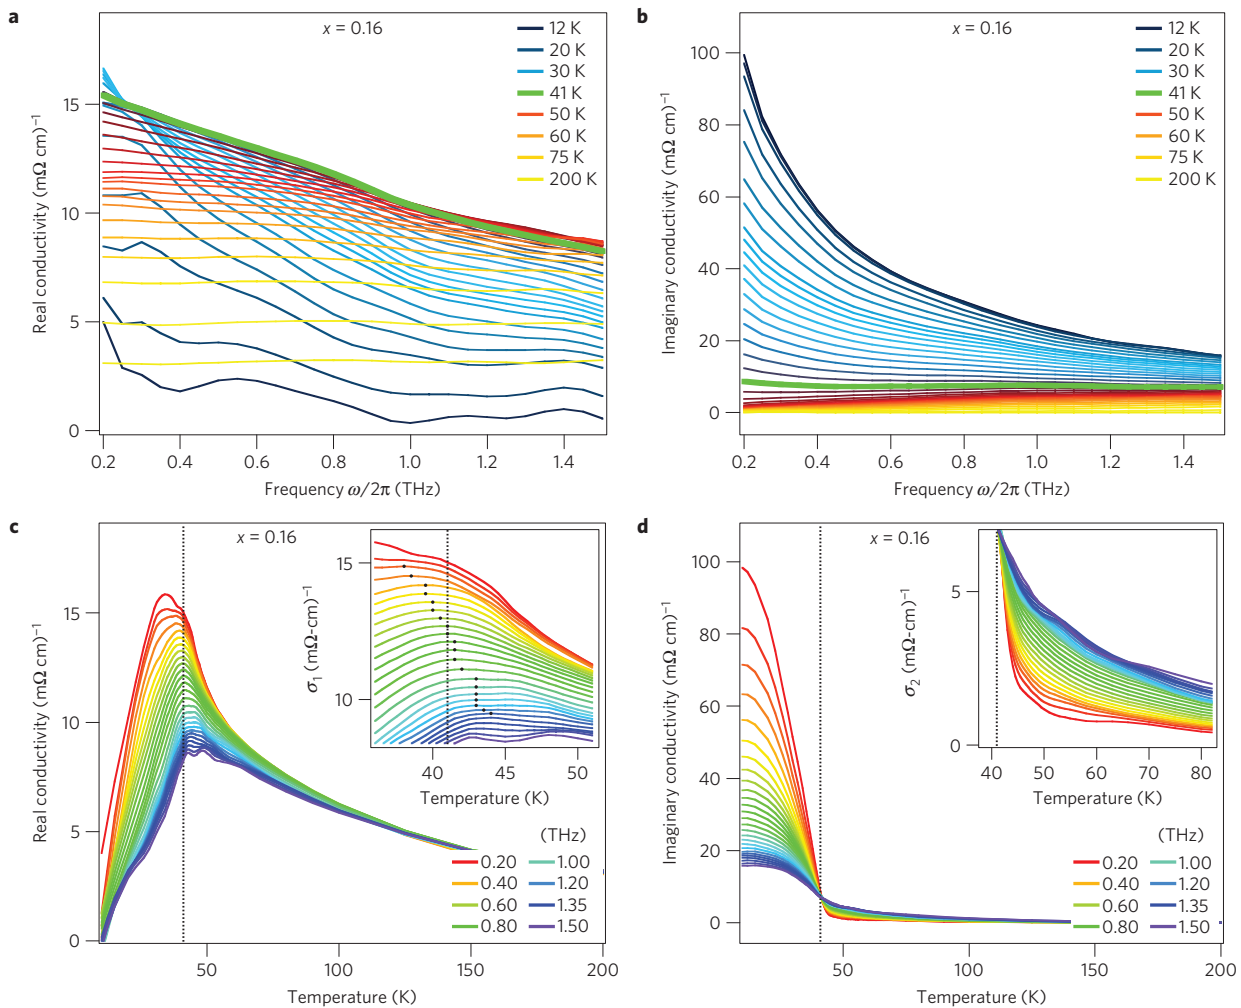 a
x = 0.16
12 K
20 K
30 K
41 K
50 K
60 K
75 K
200 K
Real conductivity (mΩ cm)⁻¹
15
10
5
0
0.2 0.4 0.6 0.8 1.0 1.2 1.4
Frequency ω/2π (THz)
b
x = 0.16
12 K
20 K
30 K
41 K
50 K
60 K
75 K
200 K
Imaginary conductivity (mΩ cm)⁻¹
100
80
60
40
20
0
0.2 0.4 0.6 0.8 1.0 1.2 1.4
Frequency ω/2π (THz)
c
x = 0.16
Real conductivity (mΩ cm)⁻¹
15
10
5
0
50 100 150 200
Temperature (K)
σ₁ (mΩ-cm)⁻¹
15
10
40 45 50
Temperature (K)
(THz)
0.20 1.00
0.40 1.20
0.60 1.35
0.80 1.50
d
x = 0.16
Imaginary conductivity (mΩ cm)⁻¹
100
80
60
40
20
0
50 100 150 200
Temperature (K)
σ₂ (mΩ-cm)⁻¹
5
0
40 50 60 70 80
Temperature (K)
(THz)
0.20 1.00
0.40 1.20
0.60 1.35
0.80 1.50